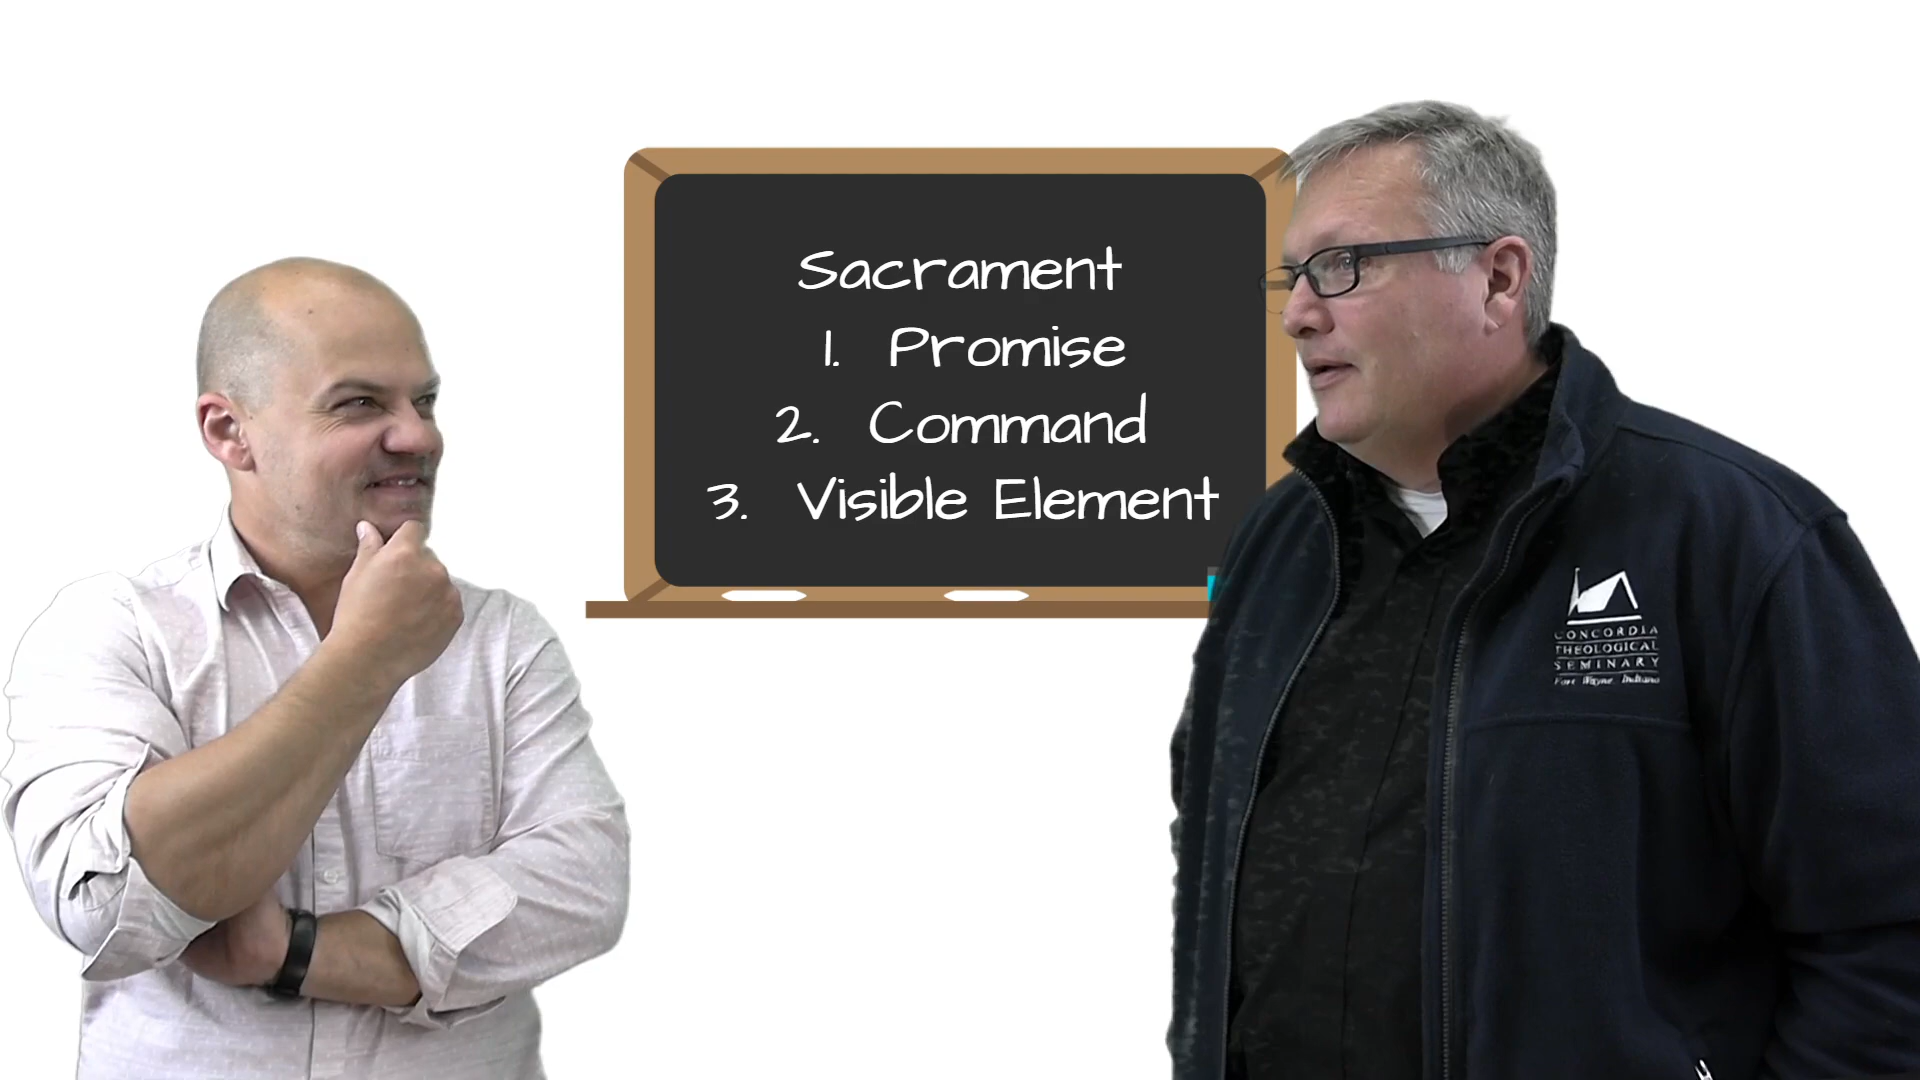 Sacrament
1. Promise
2. Command
3. Visible Element
CONCORDIA
THEOLOGICAL
SEMINARY
Fort Wayne, Indiana